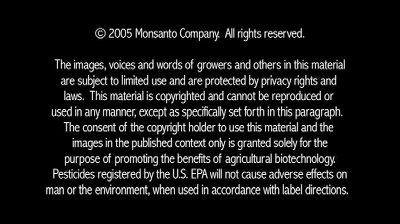 © 2005 Monsanto Company. All rights reserved.
The images, voices and words of growers and others in this material
are subject to limited use and are protected by privacy rights and
laws. This material is copyrighted and cannot be reproduced or
used in any manner, except as specifically set forth in this paragraph.
The consent of the copyright holder to use this material and the
images in the published context only is granted solely for the
purpose of promoting the benefits of agricultural biotechnology.
Pesticides registered by the U.S. EPA will not cause adverse effects on
man or the environment, when used in accordance with label directions.